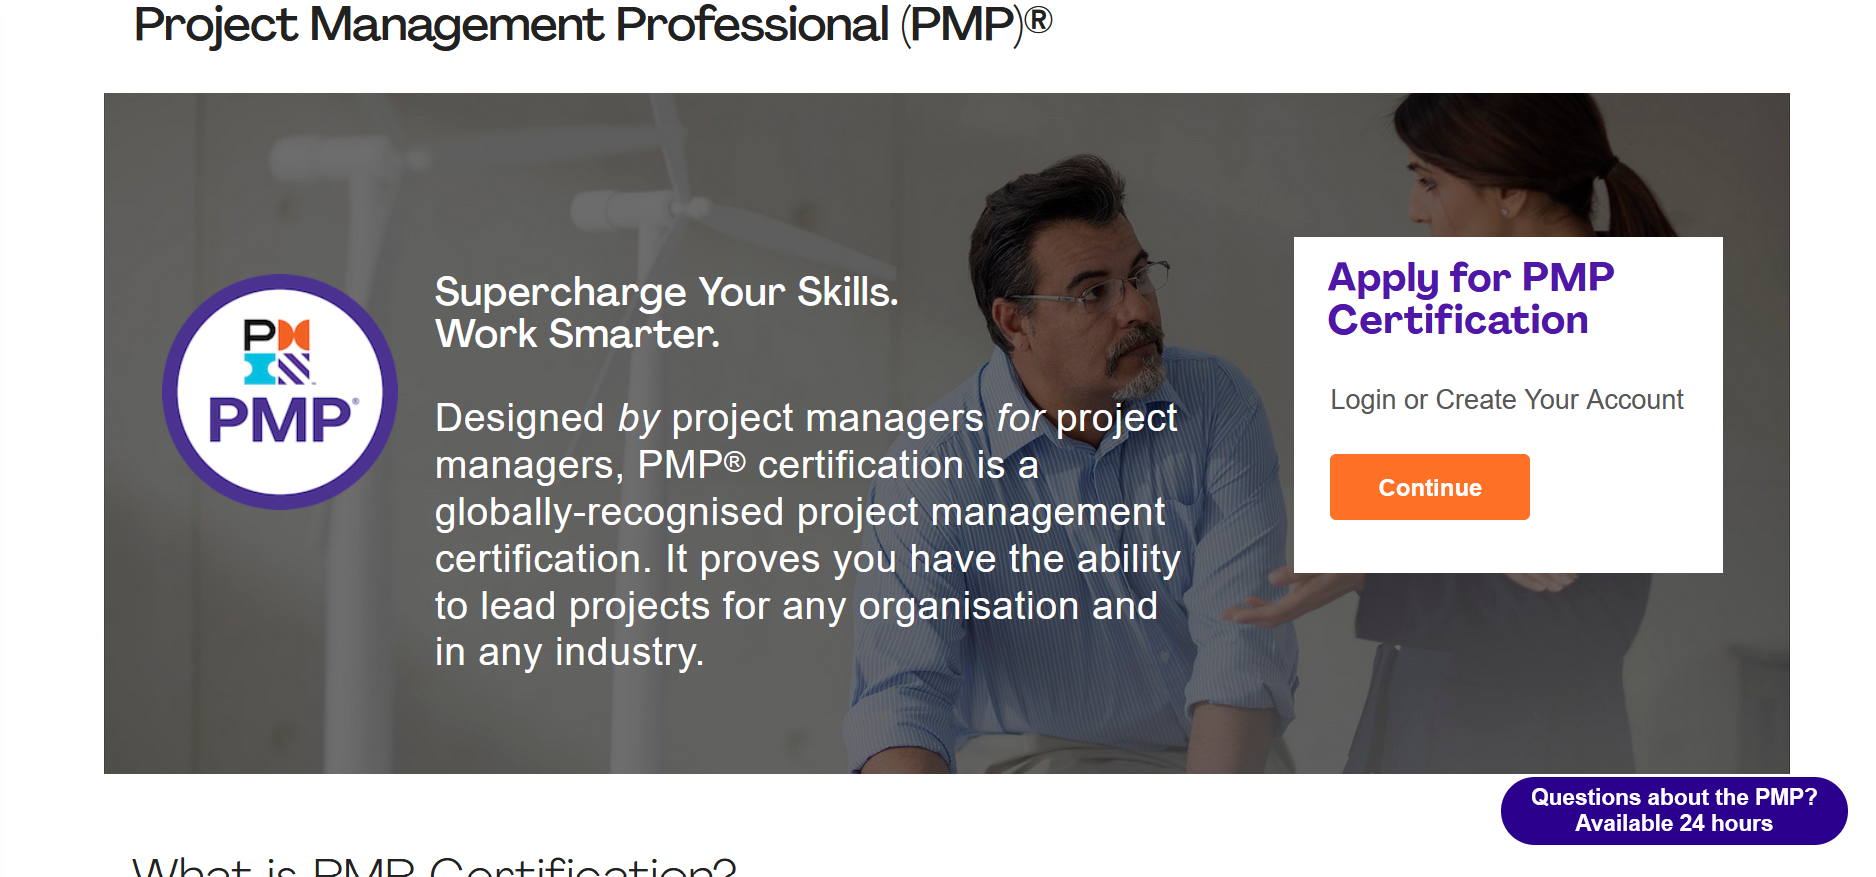 Project Management Professional (PMP)®
PMI
PMP®
Supercharge Your Skills.
Work Smarter.
Designed by project managers for project
managers, PMP® certification is a
globally-recognised project management
certification. It proves you have the ability
to lead projects for any organisation and
in any industry.
Apply for PMP
Certification
Login or Create Your Account
Continue
Questions about the PMP?
Available 24 hours
What is PMP Certification?